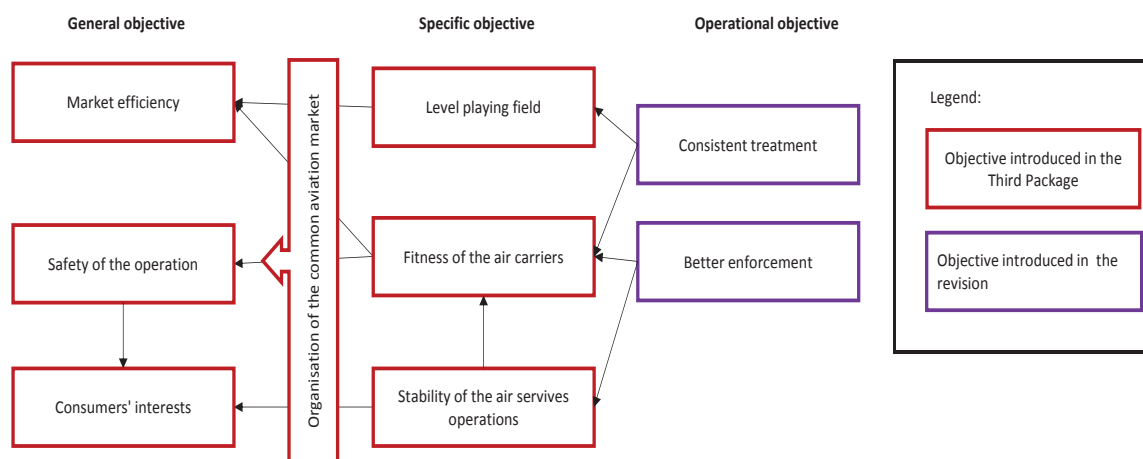 General objective
Specific objective
Operational objective
Market efficiency
Safety of the operation
Consumers' interests
Organisation of the common aviation market
Level playing field
Fitness of the air carriers
Stability of the air servives
operations
Consistent treatment
Better enforcement
Legend:
Objective introduced in the
Third Package
Objective introduced in the
revision